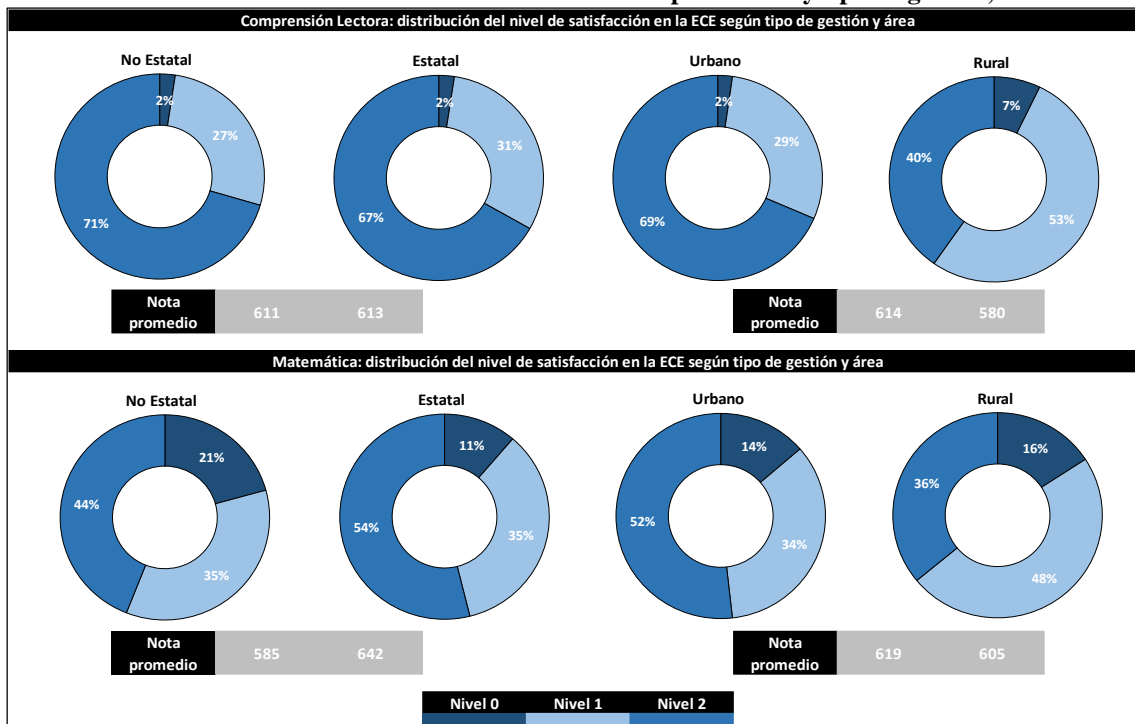 Comprensión Lectora: distribución del nivel de satisfacción en la ECE según tipo de gestión y área
No Estatal
Estatal
Urbano
Rural
2%
27%
71%
2%
31%
67%
2%
29%
69%
7%
53%
40%
Nota promedio
611
613
Nota promedio
614
580
Matemática: distribución del nivel de satisfacción en la ECE según tipo de gestión y área
No Estatal
Estatal
Urbano
Rural
21%
35%
44%
11%
35%
54%
14%
34%
52%
16%
48%
36%
Nota promedio
585
642
Nota promedio
619
605
Nivel 0
Nivel 1
Nivel 2